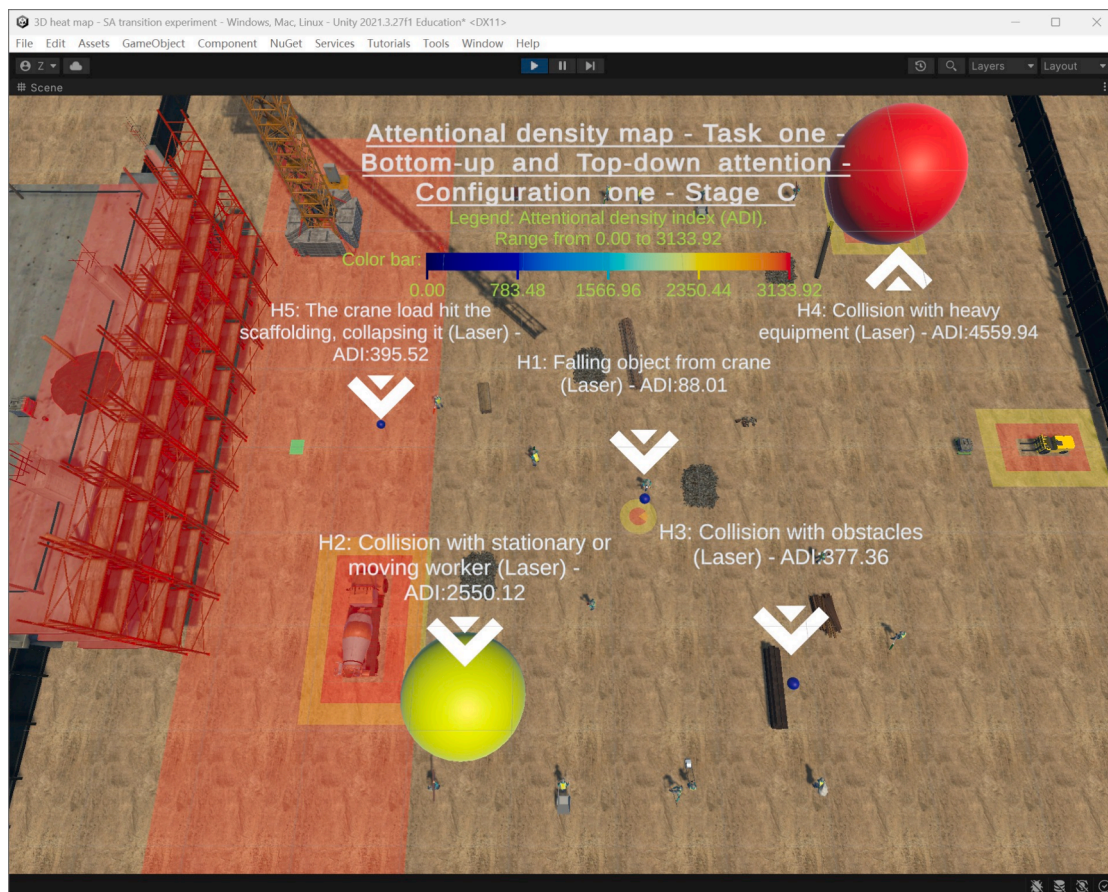 3D heat map - SA transition experiment - Windows, Mac, Linux - Unity 2021.3.27f1 Education* <DX11>
File Edit Assets GameObject Component NuGet Services Tutorials Tools Window Help
Z Layers Layout
Scene
Attentional density map - Task one -
Bottom-up and Top-down attention -
Configuration one - Stage C
Legend: Attentional density index (ADI).
Range from 0.00 to 3133.92
Color bar:
0.00 783.48 1566.96 2350.44 3133.92
H5: The crane load hit the
scaffolding, collapsing it (Laser) -
ADI:395.52
H4: Collision with heavy
equipment (Laser) - ADI:4559.94
H1: Falling object from crane
(Laser) - ADI:88.01
H2: Collision with stationary or
moving worker (Laser) -
ADI:2550.12
H3: Collision with obstacles
(Laser) - ADI:377.36